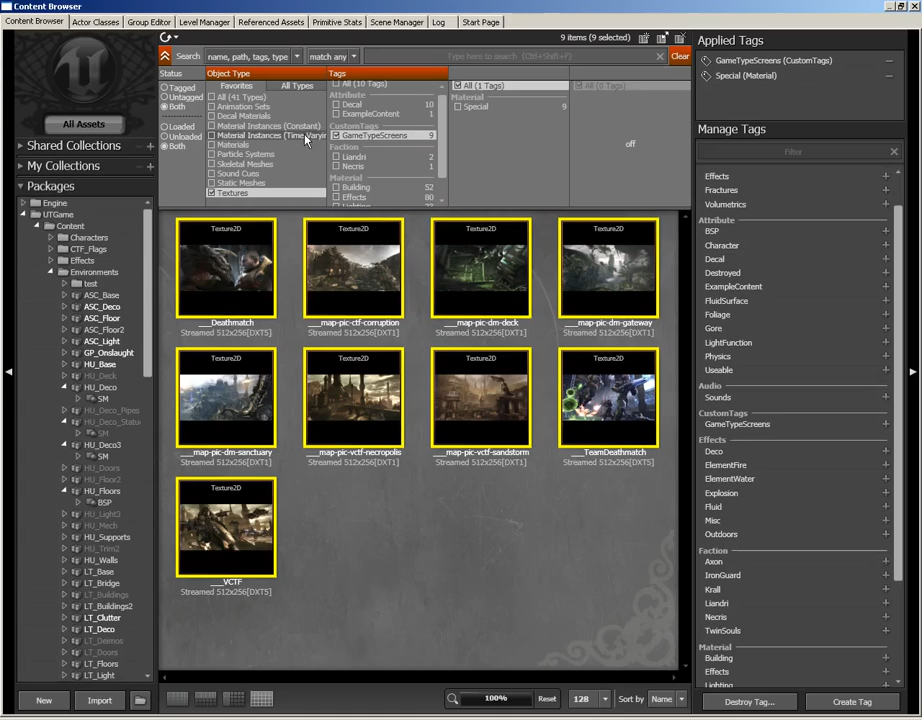 Content Browser
Content Browser Actor Classes Group Editor Level Manager Referenced Assets Primitive Stats Scene Manager Log Start Page
All Assets
Shared Collections
My Collections
Packages
Engine
UTGame
Content
Characters
CTF_Flags
Effects
Environments
test
ASC_Base
ASC_Deco
ASC_Floor
ASC_Floor2
ASC_Light
GP_Onslaught
HU_Base
HU_Deck
HU_Deco
SM
HU_Deco_Pipes
HU_Deco_Statu
SM
HU_Deco3
SM
HU_Doors
HU_Floor2
HU_Floors
BSP
HU_Light3
HU_Mech
HU_Supports
HU_Trim2
HU_Walls
LT_Base
LT_Bridge
LT_Buildings
LT_Buildings2
LT_Clutter
LT_Deco
LT_Doors
LT_Floors
LT_Light
New Import
9 items (9 selected)
Search name, path, tags, type match any Type here to search (Ctrl+Shift+F) Clear
Status
Tagged
Untagged
Both
Loaded
Unloaded
Both
Object Type
Favorites All Types
All (41 Types)
Animation Sets
Decal Materials
Material Instances (Constant)
Material Instances (Time Varyin
Materials
Particle Systems
Skeletal Meshes
Sound Cues
Static Meshes
Textures
Tags
All (10 Tags)
Attribute
Decal 10
ExampleContent 1
CustomTags
GameTypeScreens 9
Faction
Liandri 2
Necris 1
Material
Building 52
Effects 80
All (1 Tags)
Material
Special 9
All (0 Tags)
off
Texture2D Texture2D Texture2D Texture2D
___Deathmatch ___map-pic-ctf-corruption ___map-pic-dm-deck ___map-pic-dm-gateway
Streamed 512x256[DXT5] Streamed 512x256[DXT1] Streamed 512x256[DXT1] Streamed 512x256[DXT1]
Texture2D Texture2D Texture2D Texture2D
___map-pic-dm-sanctuary ___map-pic-vctf-necropolis ___map-pic-vctf-sandstorm ___TeamDeathmatch
Streamed 512x256[DXT1] Streamed 512x256[DXT1] Streamed 512x256[DXT1] Streamed 512x256[DXT5]
Texture2D
___VCTF
Streamed 512x256[DXT5]
100% Reset 128 Sort by Name
Applied Tags
GameTypeScreens (CustomTags)
Special (Material)
Manage Tags
Filter
Effects
Fractures
Volumetrics
Attribute
BSP
Character
Decal
Destroyed
ExampleContent
FluidSurface
Foliage
Gore
LightFunction
Physics
Useable
Audio
Sounds
CustomTags
GameTypeScreens
Effects
Deco
ElementFire
ElementWater
Explosion
Fluid
Misc
Outdoors
Faction
Axon
IronGuard
Krall
Liandri
Necris
TwinSouls
Material
Building
Effects
Lighting
Destroy Tag... Create Tag